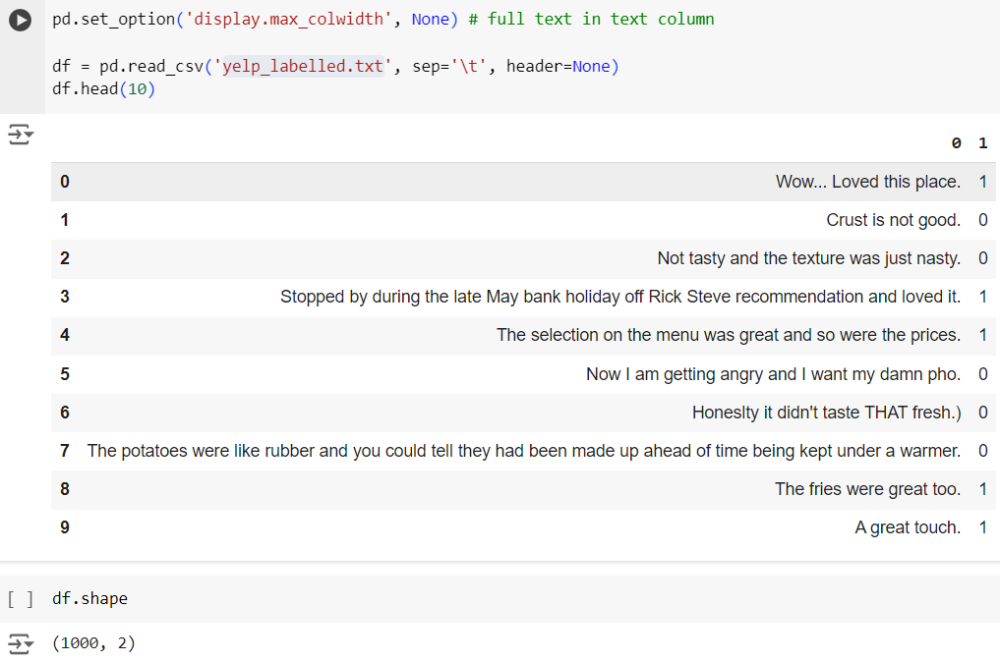 pd.set_option('display.max_colwidth', None) # full text in text column
df = pd.read_csv('yelp_labelled.txt', sep='\t', header=None)
df.head(10)
0 1
0 Wow... Loved this place. 1
1 Crust is not good. 0
2 Not tasty and the texture was just nasty. 0
3 Stopped by during the late May bank holiday off Rick Steve recommendation and loved it. 1
4 The selection on the menu was great and so were the prices. 1
5 Now I am getting angry and I want my damn pho. 0
6 Honeslty it didn't taste THAT fresh.) 0
7 The potatoes were like rubber and you could tell they had been made up ahead of time being kept under a warmer. 0
8 The fries were great too. 1
9 A great touch. 1
[ ] df.shape
(1000, 2)